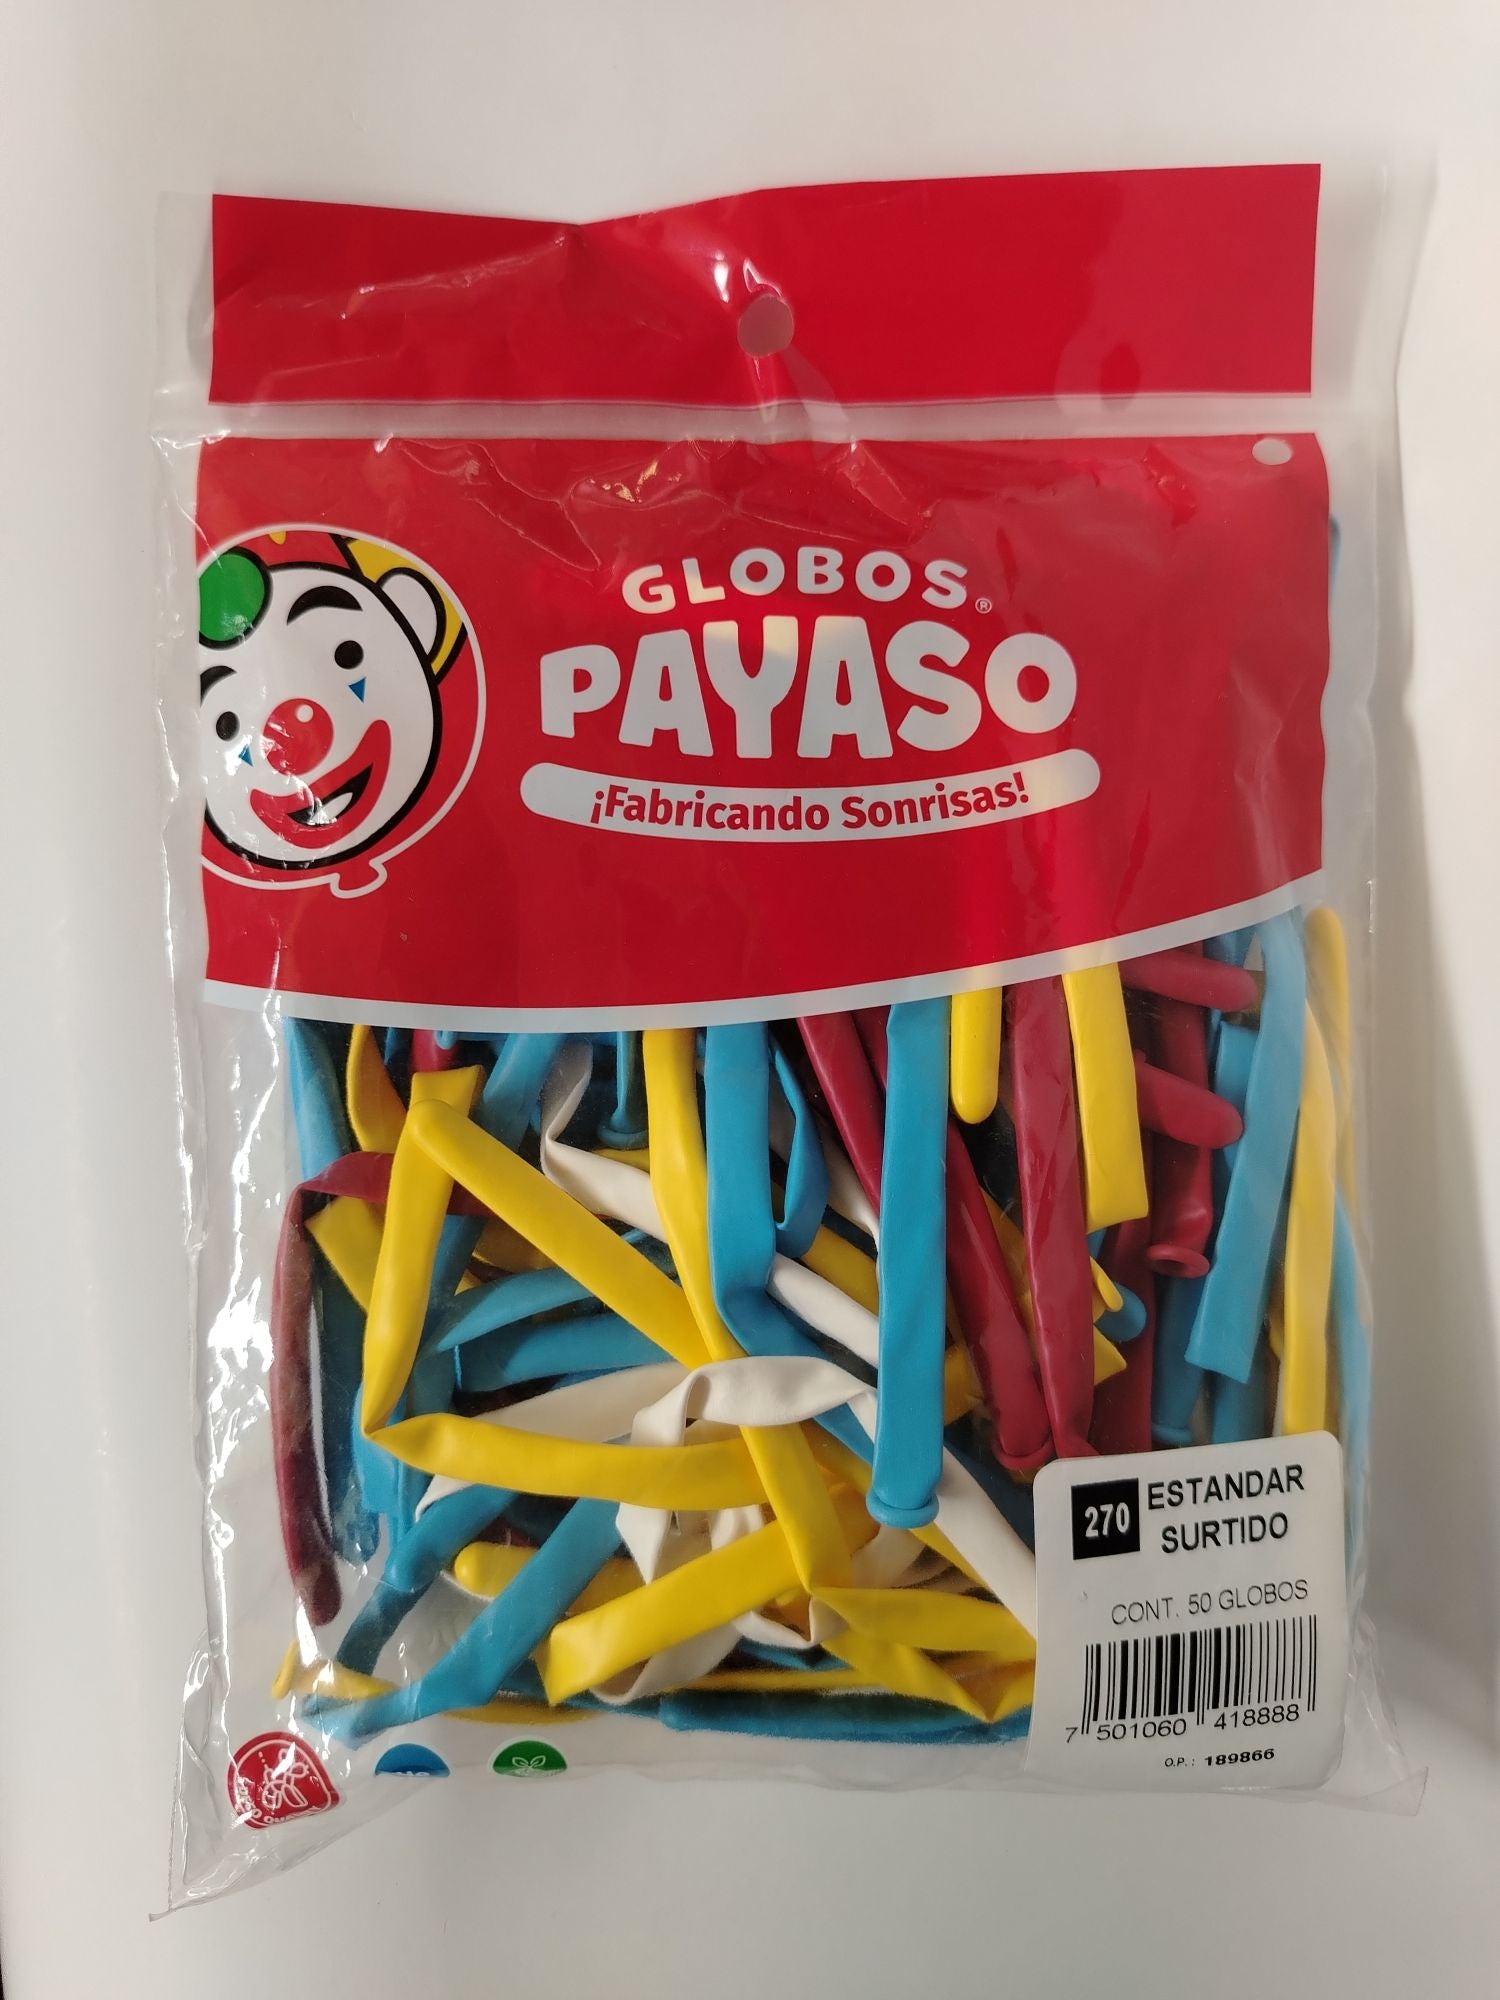 GLOBOS®
PAYASO
¡Fabricando Sonrisas!
270 ESTANDAR
SURTIDO
CONT. 50 GLOBOS
7 501060 418888
O.P.: 189866